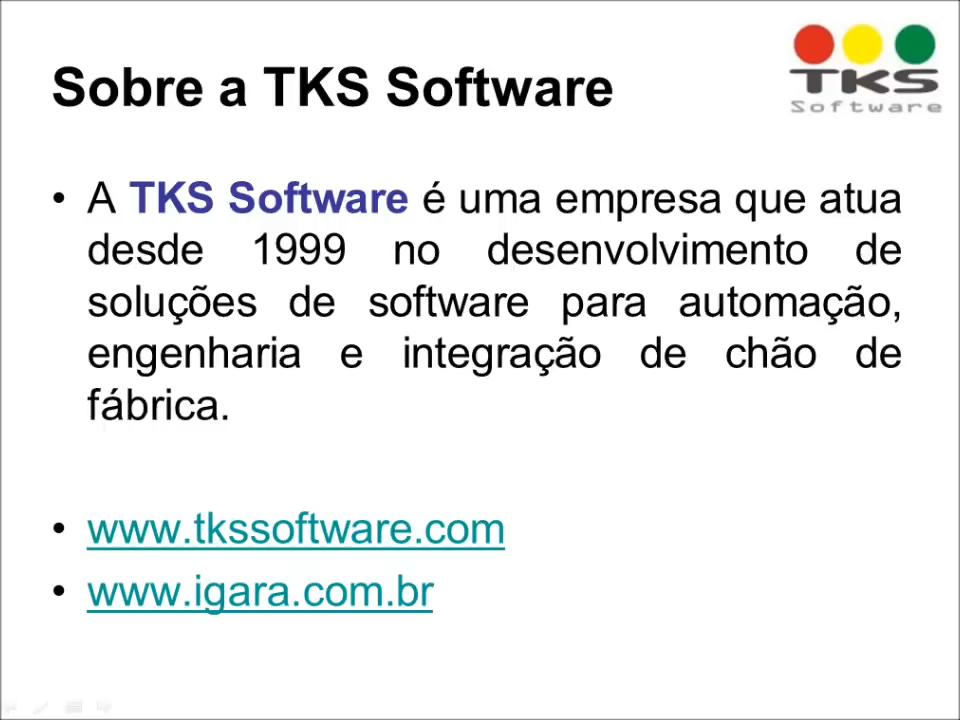 Sobre a TKS Software
TKS
Software
• A TKS Software é uma empresa que atua
desde 1999 no desenvolvimento de
soluções de software para automação,
engenharia e integração de chão de
fábrica.
• www.tkssoftware.com
• www.igara.com.br